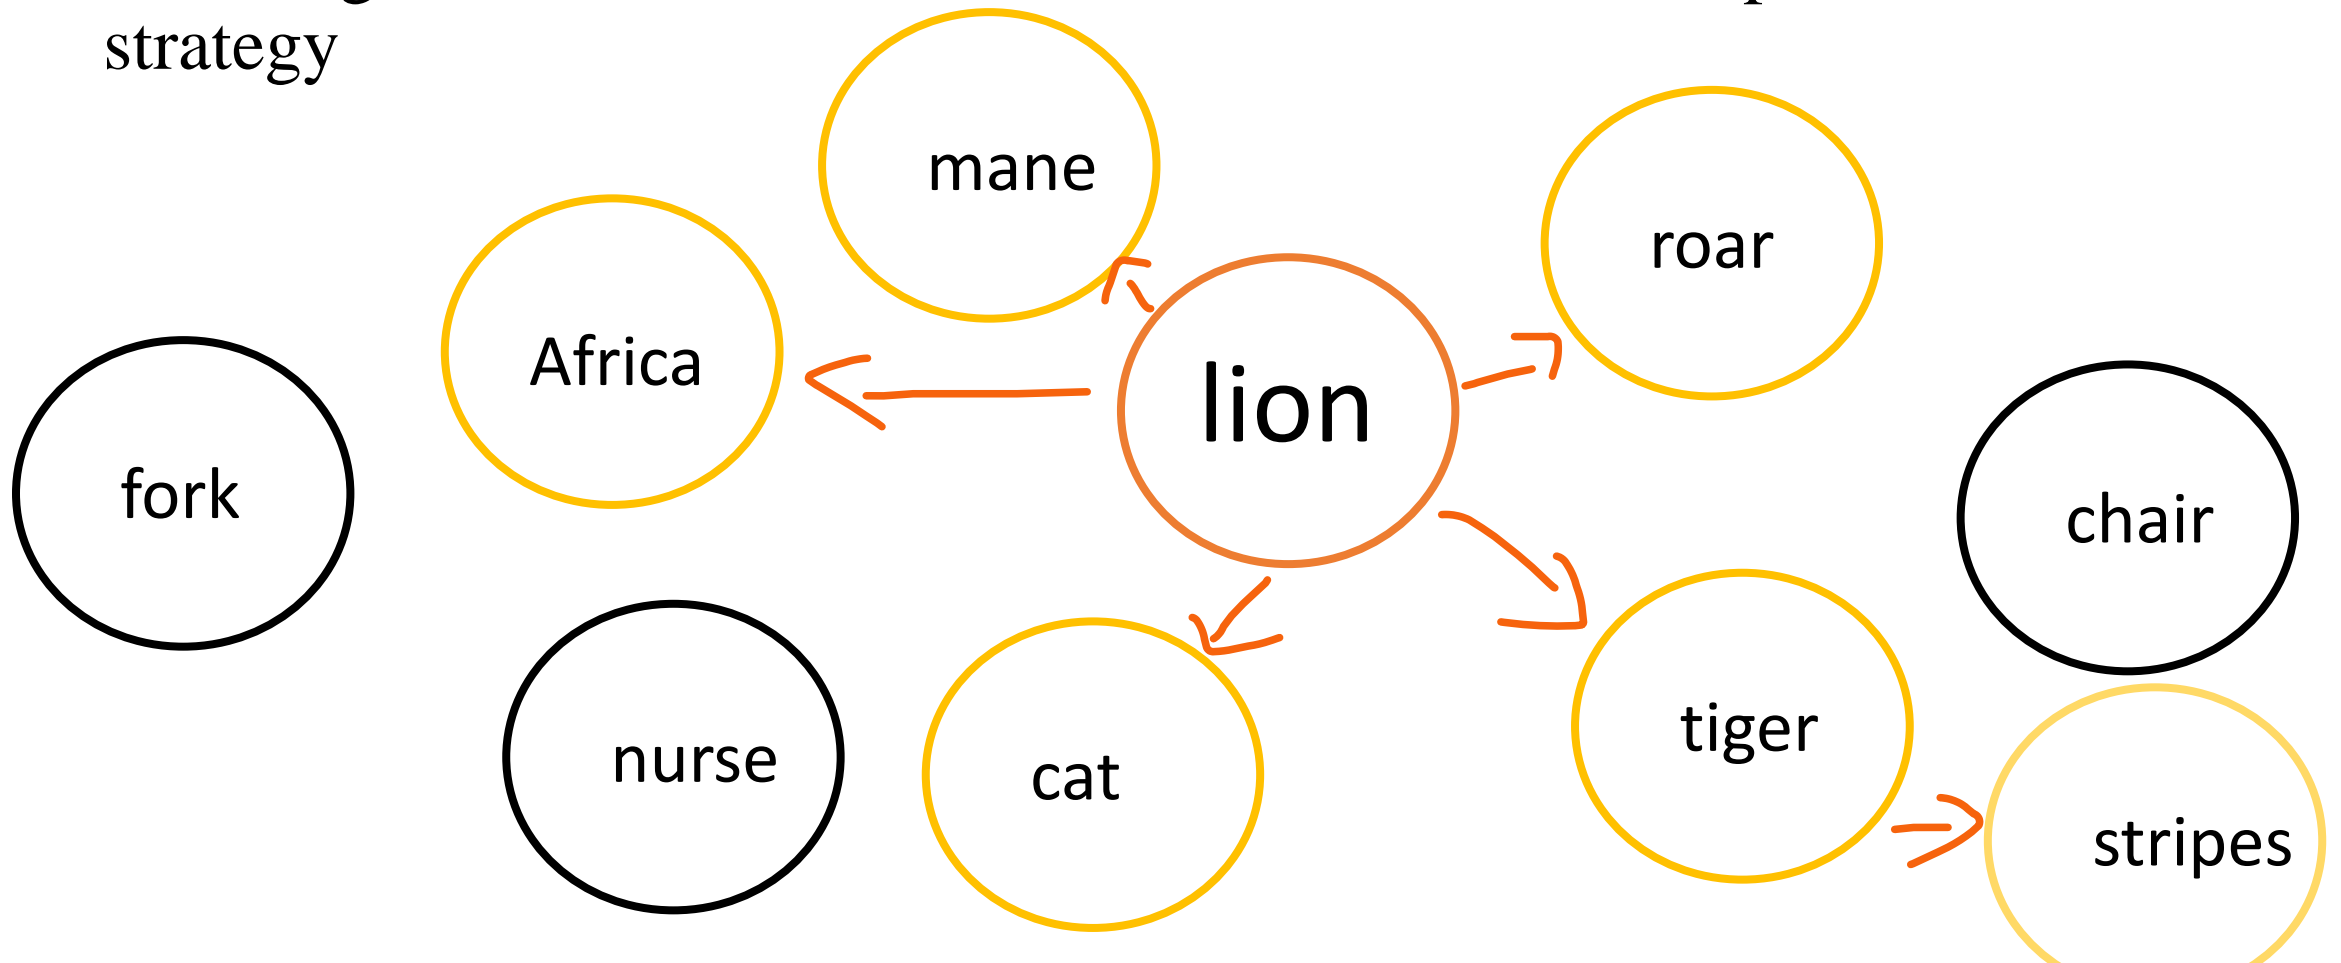 strategy
mane
roar
Africa
lion
fork
chair
nurse
cat
tiger
stripes